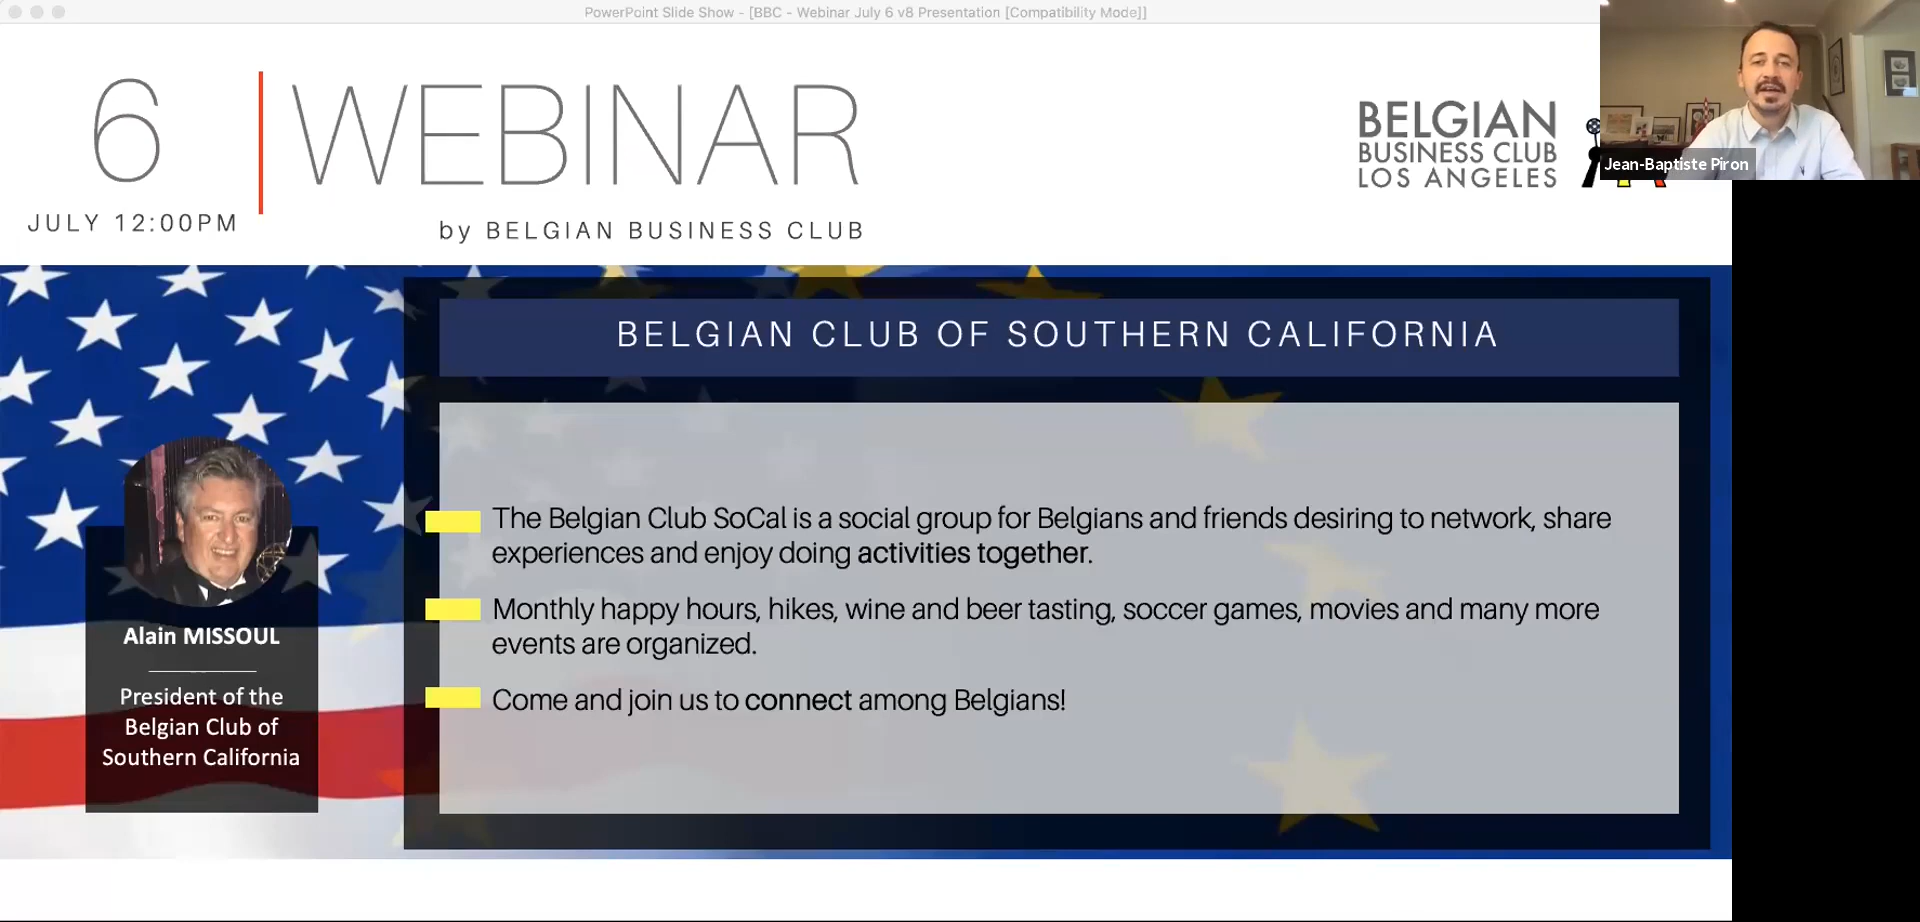 PowerPoint Slide Show - [BBC - Webinar July 6 v8 Presentation [Compatibility Mode]]
6
JULY 12:00PM
WEBINAR
by BELGIAN BUSINESS CLUB
BELGIAN
BUSINESS CLUB
LOS ANGELES
Jean-Baptiste Piron
BELGIAN CLUB OF SOUTHERN CALIFORNIA
The Belgian Club SoCal is a social group for Belgians and friends desiring to network, share
experiences and enjoy doing activities together.
Monthly happy hours, hikes, wine and beer tasting, soccer games, movies and many more
events are organized.
Come and join us to connect among Belgians!
Alain MISSOUL
President of the
Belgian Club of
Southern California